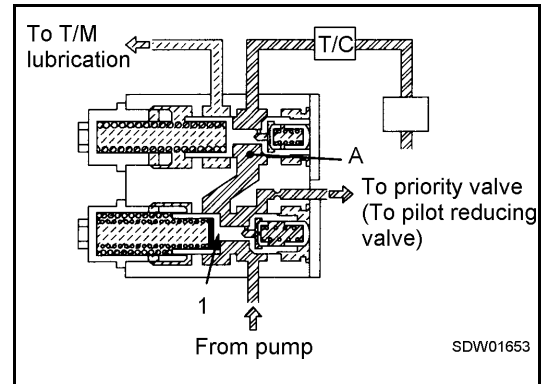 To T/M
lubrication
T/C
A
To priority valve
(To pilot reducing
valve)
1
From pump
SDW01653